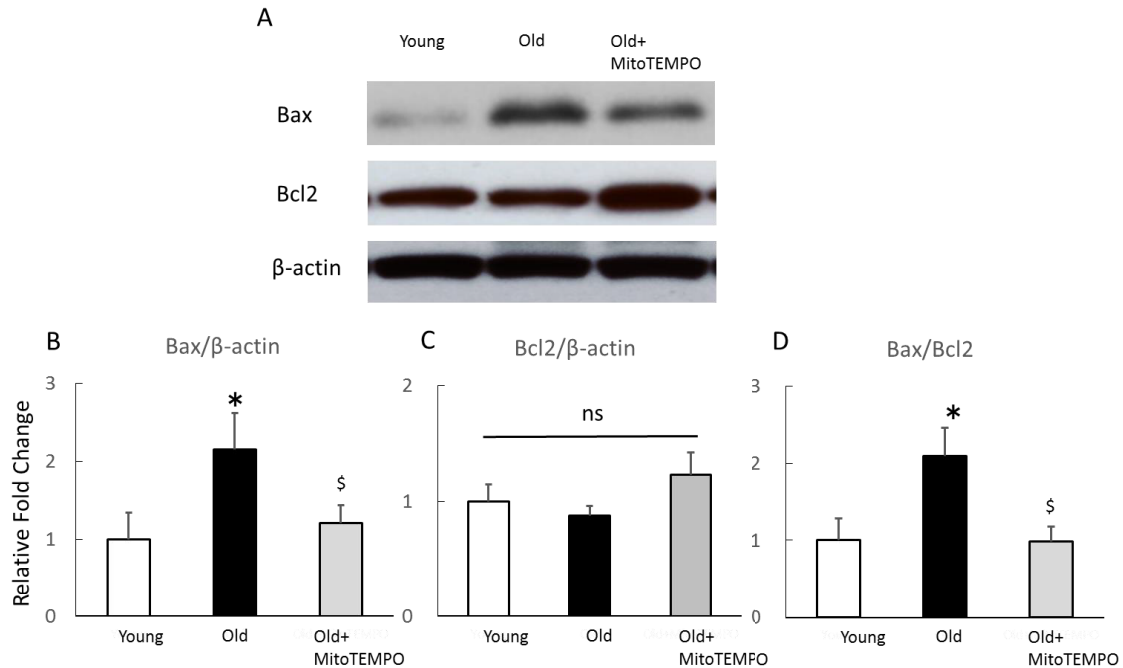 A
Young
Old
Old+
MitoTEMPO
Bax
Bcl2
β-actin
B
Bax/β-actin
Relative Fold Change
3
2
1
0
*
$
Young
Old
Old+
MitoTEMPO
C
Bcl2/β-actin
2
1
0
ns
Young
Old
Old+
MitoTEMPO
D
Bax/Bcl2
3
2
1
0
*
$
Young
Old
Old+
MitoTEMPO